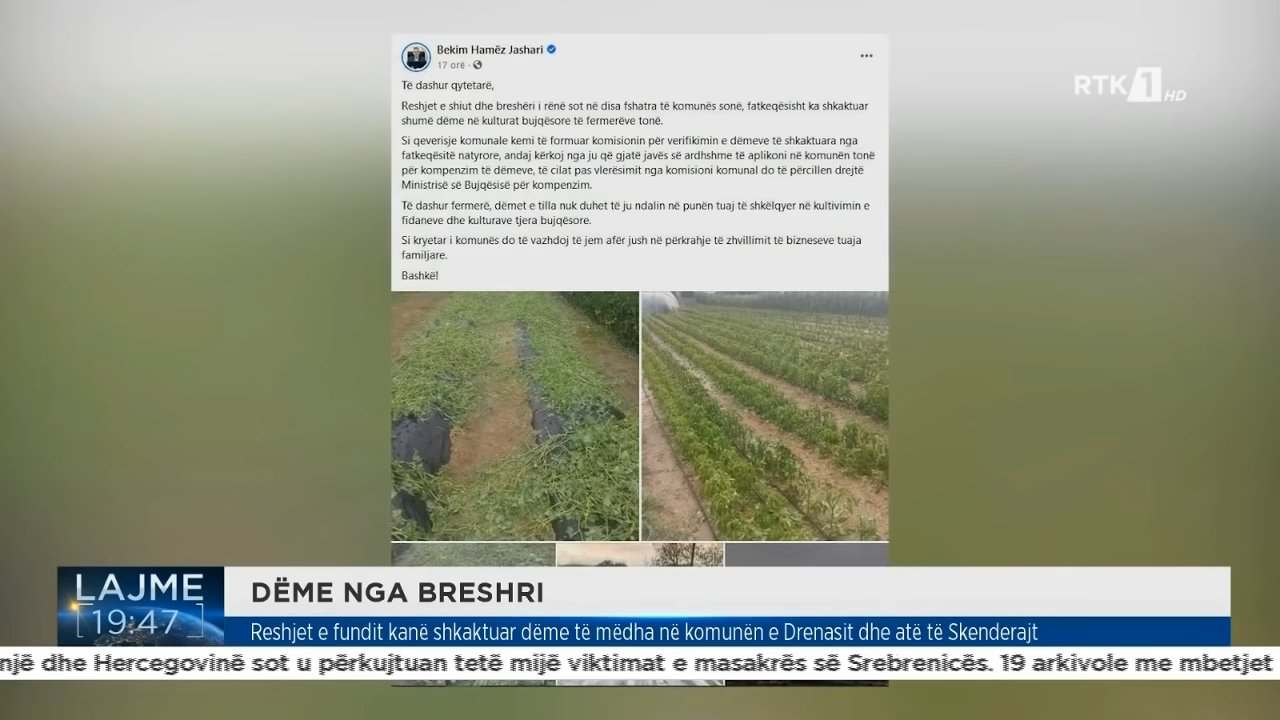 Bekim Hamëz Jashari
17 orë ·
Të dashur qytetarë,
Reshjet e shiut dhe breshëri i rënë sot në disa fshatra të komunës sonë, fatkeqësisht ka shkaktuar
shumë dëme në kulturat bujqësore të fermerëve tonë.
Si qeverisje komunale kemi të formuar komisionin për verifikimin e dëmeve të shkaktuara nga
fatkeqësitë natyrore, andaj kërkoj nga ju që gjatë javës së ardhshme të aplikoni në komunën tonë
për kompenzim të dëmeve, të cilat pas vlerësimit nga komisioni komunal do të përcillen drejtë
Ministrisë së Bujqësisë për kompenzim.
Të dashur fermerë, dëmet e tilla nuk duhet të ju ndalin në punën tuaj të shkëlqyer në kultivimin e
fidaneve dhe kulturave tjera bujqësore.
Si kryetar i komunës do të vazhdoj të jem afër jush në përkrahje të zhvillimit të bizneseve tuaja
familjare.
Bashkë!
RTK 1 HD
LAJME
19:47
DËME NGA BRESHRI
Reshjet e fundit kanë shkaktuar dëme të mëdha në komunën e Drenasit dhe atë të Skenderajt
një dhe Hercegovinë sot u përkujtuan tetë mijë viktimat e masakrës së Srebrenicës. 19 arkivole me mbetjet